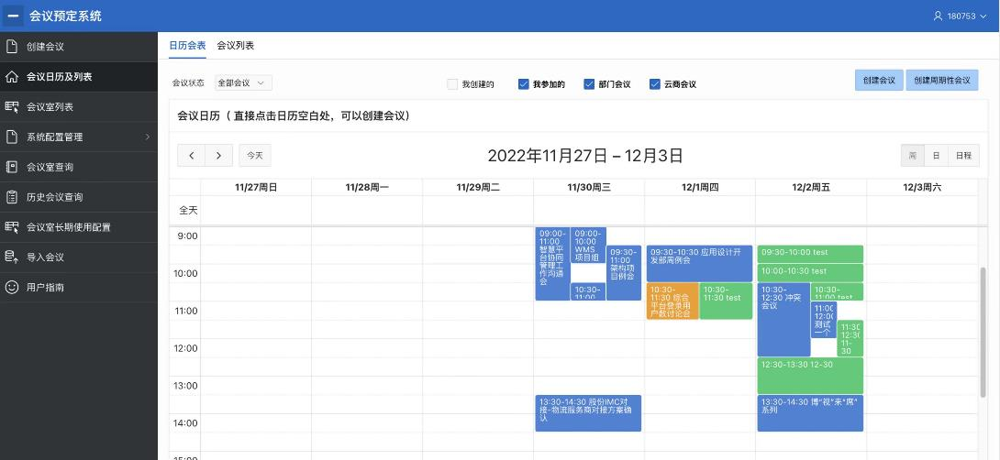 会议预定系统
180753
创建会议
会议日历及列表
会议室列表
系统配置管理
会议室查询
历史会议查询
会议室长期使用配置
导入会议
用户指南
日历会表 会议列表
会议状态 全部会议 我创建的 我参加的 部门会议 云商会议 创建会议 创建周期性会议
会议日历（ 直接点击日历空白处，可以创建会议）
今天 2022年11月27日 – 12月3日 周 日 日程
11/27周日 11/28周一 11/29周二 11/30周三 12/1周四 12/2周五 12/3周六
全天
9:00
10:00
11:00
12:00
13:00
14:00
09:00-
11:00
智慧平
台协同
管理工
作沟通
会
09:00-
10:00
WMS
项目组
09:30-
11:00
架构项
目例会
10:30-
11:00
13:30-14:30 股份IMC对
接-物流服务商对接方案确
认
09:30-10:30 应用设计开
发部周例会
10:30-
11:30 综合
平台登录用
户数讨论会
10:30-
11:30 test
09:30-10:00 test
10:00-10:30 test
10:30-
12:30 冲突
会议
10:30-
11:00 test
11:00
12:00
测试
一个
11:30
12:30
11-
30
12:30-13:30 12-30
13:30-14:30 博“视”来“席”
系列